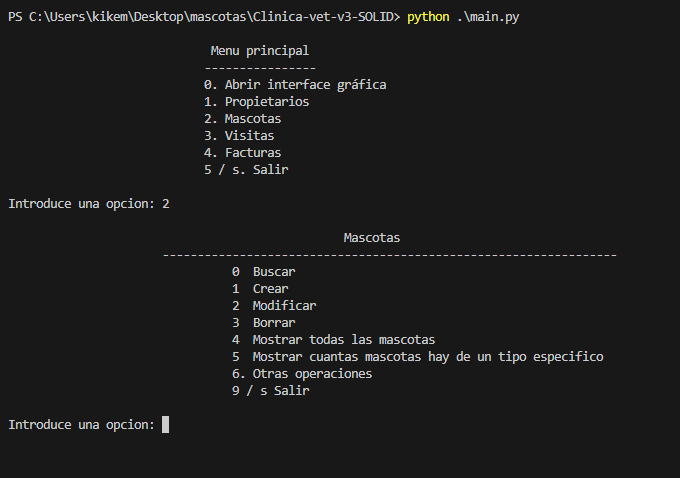 PS C:\Users\kikem\Desktop\mascotas\Clinica-vet-v3-SOLID> python .\main.py
Menu principal
----------------
0. Abrir interface gráfica
1. Propietarios
2. Mascotas
3. Visitas
4. Facturas
5 / s. Salir
Introduce una opcion: 2
Mascotas
-----------------------------------------------------------------
0  Buscar
1  Crear
2  Modificar
3  Borrar
4  Mostrar todas las mascotas
5  Mostrar cuantas mascotas hay de un tipo especifico
6. Otras operaciones
9 / s Salir
Introduce una opcion: